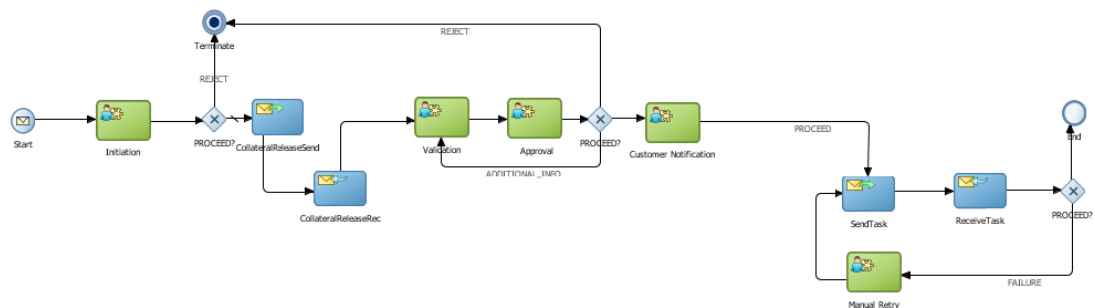 REJECT
Terminate
REJECT
Start
Initiation
PROCEED?
CollateralReleaseSend
Validation
Approval
PROCEED?
Customer Notification
PROCEED
End
ADDITIONAL_INFO
CollateralReleaseRec
SendTask
ReceiveTask
PROCEED?
FAILURE
Manual Retry